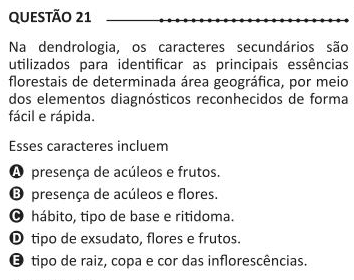 QUESTÃO 21
Na dendrologia, os caracteres secundários são
utilizados para identificar as principais essências
florestais de determinada área geográfica, por meio
dos elementos diagnósticos reconhecidos de forma
fácil e rápida.
Esses caracteres incluem
A presença de acúleos e frutos.
B presença de acúleos e flores.
C hábito, tipo de base e ritidoma.
D tipo de exsudato, flores e frutos.
E tipo de raiz, copa e cor das inflorescências.